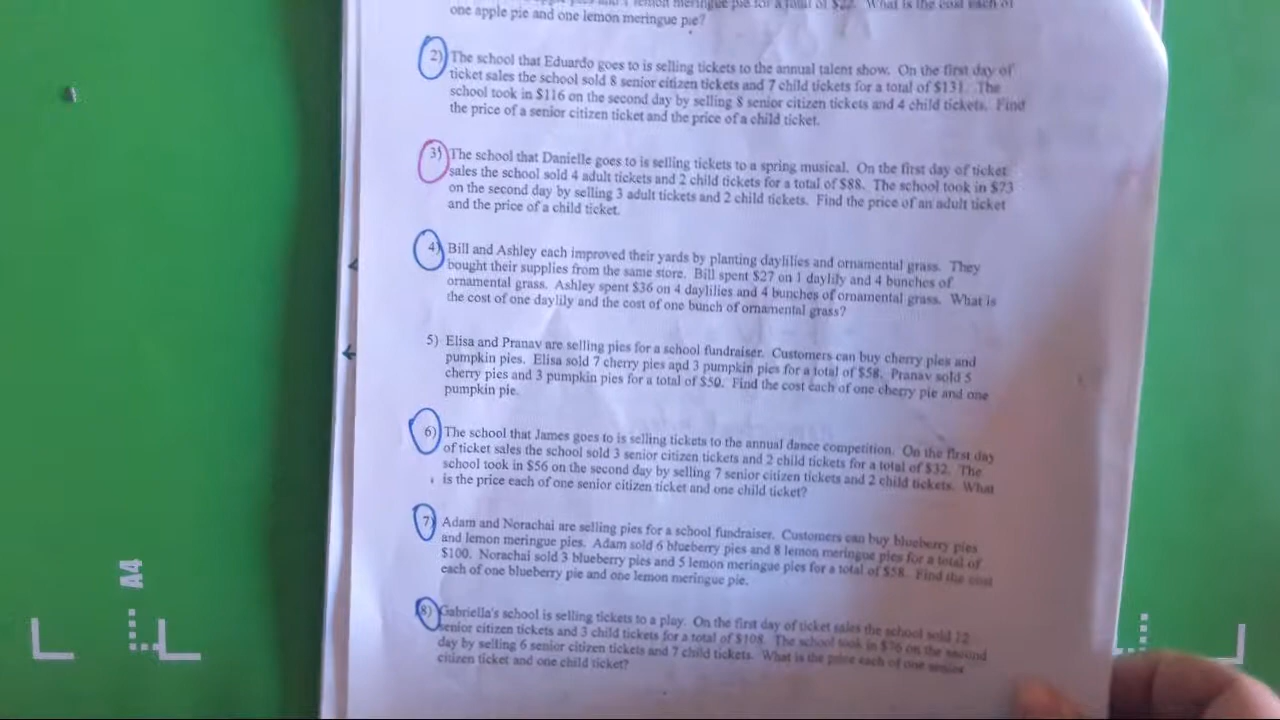 lemon meringue pie for a total of $22. What is the cost each of
one apple pie and one lemon meringue pie?
2) The school that Eduardo goes to is selling tickets to the annual talent show. On the first day of
ticket sales the school sold 8 senior citizen tickets and 7 child tickets for a total of $131. The
school took in $116 on the second day by selling 8 senior citizen tickets and 4 child tickets. Find
the price of a senior citizen ticket and the price of a child ticket.
3) The school that Danielle goes to is selling tickets to a spring musical. On the first day of ticket
sales the school sold 4 adult tickets and 2 child tickets for a total of $88. The school took in $73
on the second day by selling 3 adult tickets and 2 child tickets. Find the price of an adult ticket
and the price of a child ticket.
4) Bill and Ashley each improved their yards by planting daylilies and ornamental grass. They
bought their supplies from the same store. Bill spent $27 on 1 daylily and 4 bunches of
ornamental grass. Ashley spent $36 on 4 daylilies and 4 bunches of ornamental grass. What is
the cost of one daylily and the cost of one bunch of ornamental grass?
5) Elisa and Pranav are selling pies for a school fundraiser. Customers can buy cherry pies and
pumpkin pies. Elisa sold 7 cherry pies and 3 pumpkin pies for a total of $58. Pranav sold 5
cherry pies and 3 pumpkin pies for a total of $50. Find the cost each of one cherry pie and one
pumpkin pie.
6) The school that James goes to is selling tickets to the annual dance competition. On the first day
of ticket sales the school sold 3 senior citizen tickets and 2 child tickets for a total of $32. The
school took in $56 on the second day by selling 7 senior citizen tickets and 2 child tickets. What
is the price each of one senior citizen ticket and one child ticket?
7) Adam and Norachai are selling pies for a school fundraiser. Customers can buy blueberry pies
and lemon meringue pies. Adam sold 6 blueberry pies and 8 lemon meringue pies for a total of
$100. Norachai sold 3 blueberry pies and 5 lemon meringue pies for a total of $58. Find the cost
each of one blueberry pie and one lemon meringue pie.
8) Gabriella's school is selling tickets to a play. On the first day of ticket sales the school sold 12
senior citizen tickets and 3 child tickets for a total of $108. The school took in $76 on the second
day by selling 6 senior citizen tickets and 7 child tickets. What is the price each of one senior
citizen ticket and one child ticket?
A4